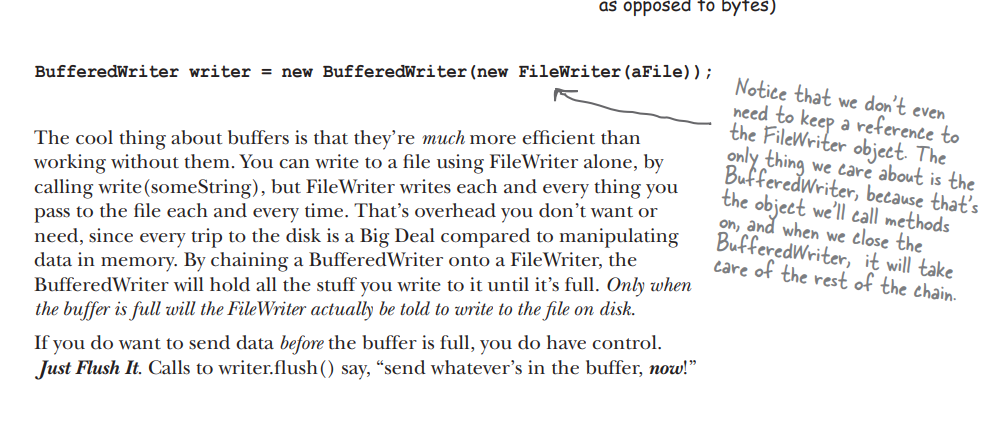 as opposed to bytes)
BufferedWriter writer = new BufferedWriter(new FileWriter(aFile));
Notice that we don't even
need to keep a reference to
the FileWriter object. The
only thing we care about is the
BufferedWriter, because that's
the object we'll call methods
on, and when we close the
BufferedWriter, it will take
care of the rest of the chain.
The cool thing about buffers is that they're much more efficient than
working without them. You can write to a file using FileWriter alone, by
calling write(someString), but FileWriter writes each and every thing you
pass to the file each and every time. That's overhead you don't want or
need, since every trip to the disk is a Big Deal compared to manipulating
data in memory. By chaining a BufferedWriter onto a FileWriter, the
BufferedWriter will hold all the stuff you write to it until it's full. Only when
the buffer is full will the FileWriter actually be told to write to the file on disk.
If you do want to send data before the buffer is full, you do have control.
Just Flush It. Calls to writer.flush() say, “send whatever's in the buffer, now!”